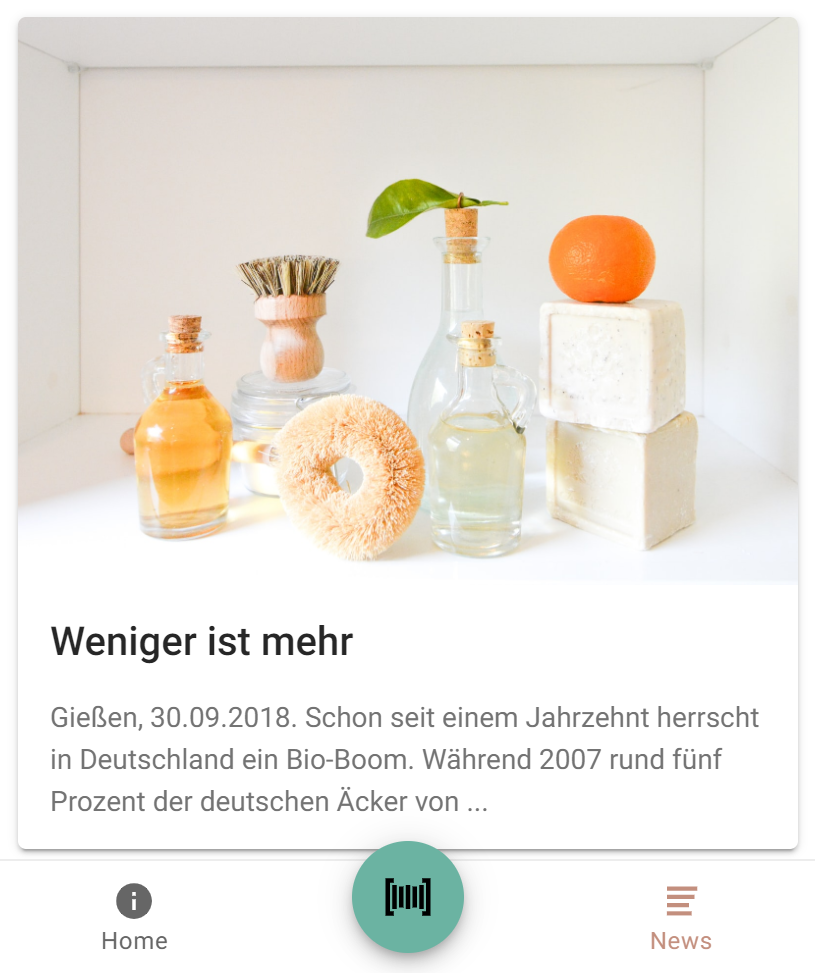 Weniger ist mehr
Gießen, 30.09.2018. Schon seit einem Jahrzehnt herrscht
in Deutschland ein Bio-Boom. Während 2007 rund fünf
Prozent der deutschen Äcker von ...
Home
News